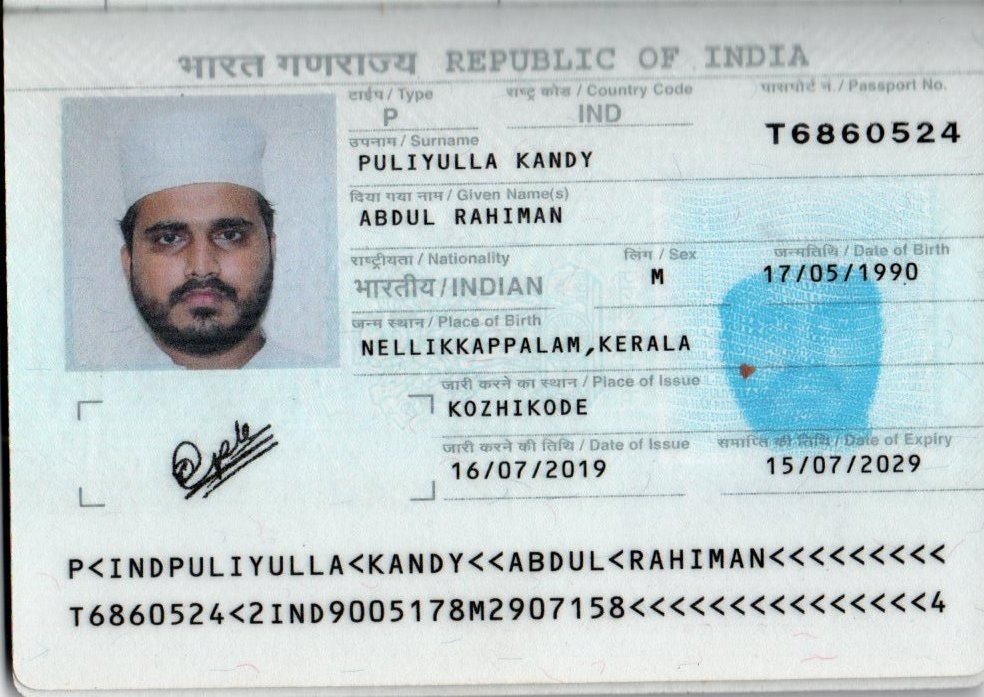 भारत गणराज्य REPUBLIC OF INDIA
टाईप / Type राष्ट्र कोड / Country Code पासपोर्ट नं. / Passport No.
P IND T6860524
उपनाम / Surname
PULIYULLA KANDY
दिया गया नाम / Given Name(s)
ABDUL RAHIMAN
राष्ट्रीयता / Nationality लिंग / Sex जन्मतिथि / Date of Birth
भारतीय / INDIAN M 17/05/1990
जन्म स्थान / Place of Birth
NELLIKKAPPALAM,KERALA
जारी करने का स्थान / Place of Issue
KOZHIKODE
जारी करने की तिथि / Date of Issue समाप्ति की तिथि / Date of Expiry
16/07/2019 15/07/2029
P<INDPULIYULLA<KANDY<<ABDUL<RAHIMAN<<<<<<<<<
T6860524<2IND9005178M2907158<<<<<<<<<<<<<<<4